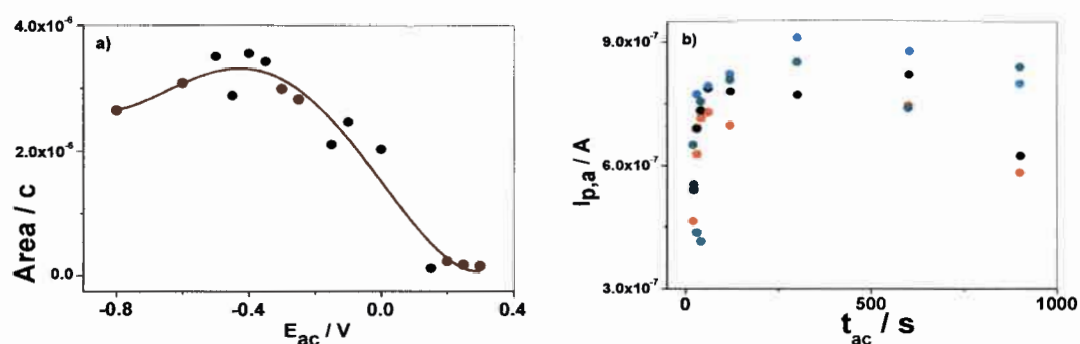 a)
4.0x10⁻⁶
2.0x10⁻⁶
0.0
Area / C
-0.8
-0.4
0.0
0.4
E_ac / V
b)
9.0x10⁻⁷
6.0x10⁻⁷
3.0x10⁻⁷
I_p,a / A
0
500
1000
t_ac / s